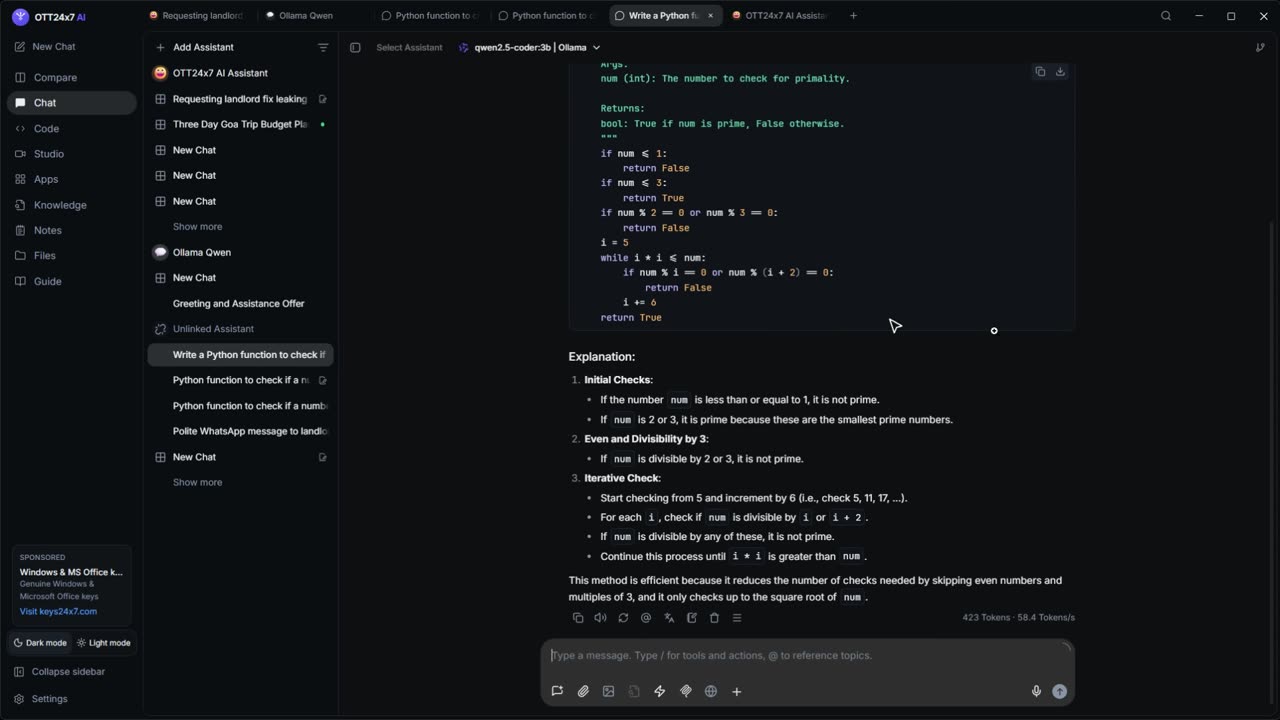 OTT24x7 AI
Requesting landlord
Ollama Qwen
Python function to c
Python function to c
Write a Python fu
OTT24x7 AI Assista
New Chat
Compare
Chat
Code
Studio
Apps
Knowledge
Notes
Files
Guide
SPONSORED
Windows & MS Office k...
Genuine Windows &
Microsoft Office keys
Visit keys24x7.com
Dark mode
Light mode
Collapse sidebar
Settings
Add Assistant
OTT24x7 AI Assistant
Requesting landlord fix leaking
Three Day Goa Trip Budget Pla
New Chat
New Chat
New Chat
Show more
Ollama Qwen
New Chat
Greeting and Assistance Offer
Unlinked Assistant
Write a Python function to check if
Python function to check if a nu
Python function to check if a numb
Polite WhatsApp message to landlo
New Chat
Show more
Select Assistant
qwen2.5-coder:3b | Ollama
Args:
num (int): The number to check for primality.
Returns:
bool: True if num is prime, False otherwise.
"""
if num <= 1:
return False
if num <= 3:
return True
if num % 2 == 0 or num % 3 == 0:
return False
i = 5
while i * i <= num:
if num % i == 0 or num % (i + 2) == 0:
return False
i += 6
return True
Explanation:
1. Initial Checks:
• If the number num is less than or equal to 1, it is not prime.
• If num is 2 or 3, it is prime because these are the smallest prime numbers.
2. Even and Divisibility by 3:
• If num is divisible by 2 or 3, it is not prime.
3. Iterative Check:
• Start checking from 5 and increment by 6 (i.e., check 5, 11, 17, ...).
• For each i, check if num is divisible by i or i + 2.
• If num is divisible by any of these, it is not prime.
• Continue this process until i * i is greater than num.
This method is efficient because it reduces the number of checks needed by skipping even numbers and
multiples of 3, and it only checks up to the square root of num.
423 Tokens · 58.4 Tokens/s
Type a message. Type / for tools and actions, @ to reference topics.